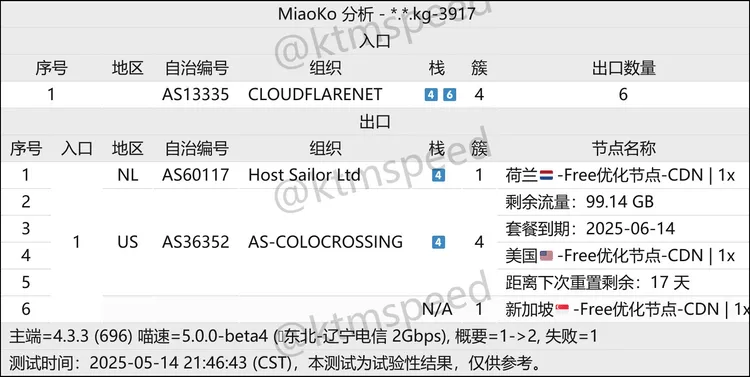 MiaoKo 分析 - *.*.kg-3917
入口
序号 地区 自治编号 组织 栈 簇 出口数量
1 AS13335 CLOUDFLARENET 4 6 4 6
出口
序号 入口 地区 自治编号 组织 栈 簇 节点名称
1 NL AS60117 Host Sailor Ltd 4 1 荷兰🇳🇱-Free优化节点-CDN | 1x
2 剩余流量：99.14 GB
3 套餐到期：2025-06-14
1 US AS36352 AS-COLOCROSSING 4 4
4 美国🇺🇸-Free优化节点-CDN | 1x
5 距离下次重置剩余：17 天
6 N/A 1 新加坡🇸🇬-Free优化节点-CDN | 1x
主端=4.3.3 (696) 喵速=5.0.0-beta4 (▯东北-辽宁电信 2Gbps), 概要=1->2, 失败=1
测试时间：2025-05-14 21:46:43 (CST)，本测试为试验性结果，仅供参考。
@ktmspeed
@ktmspeed
@ktmspeed